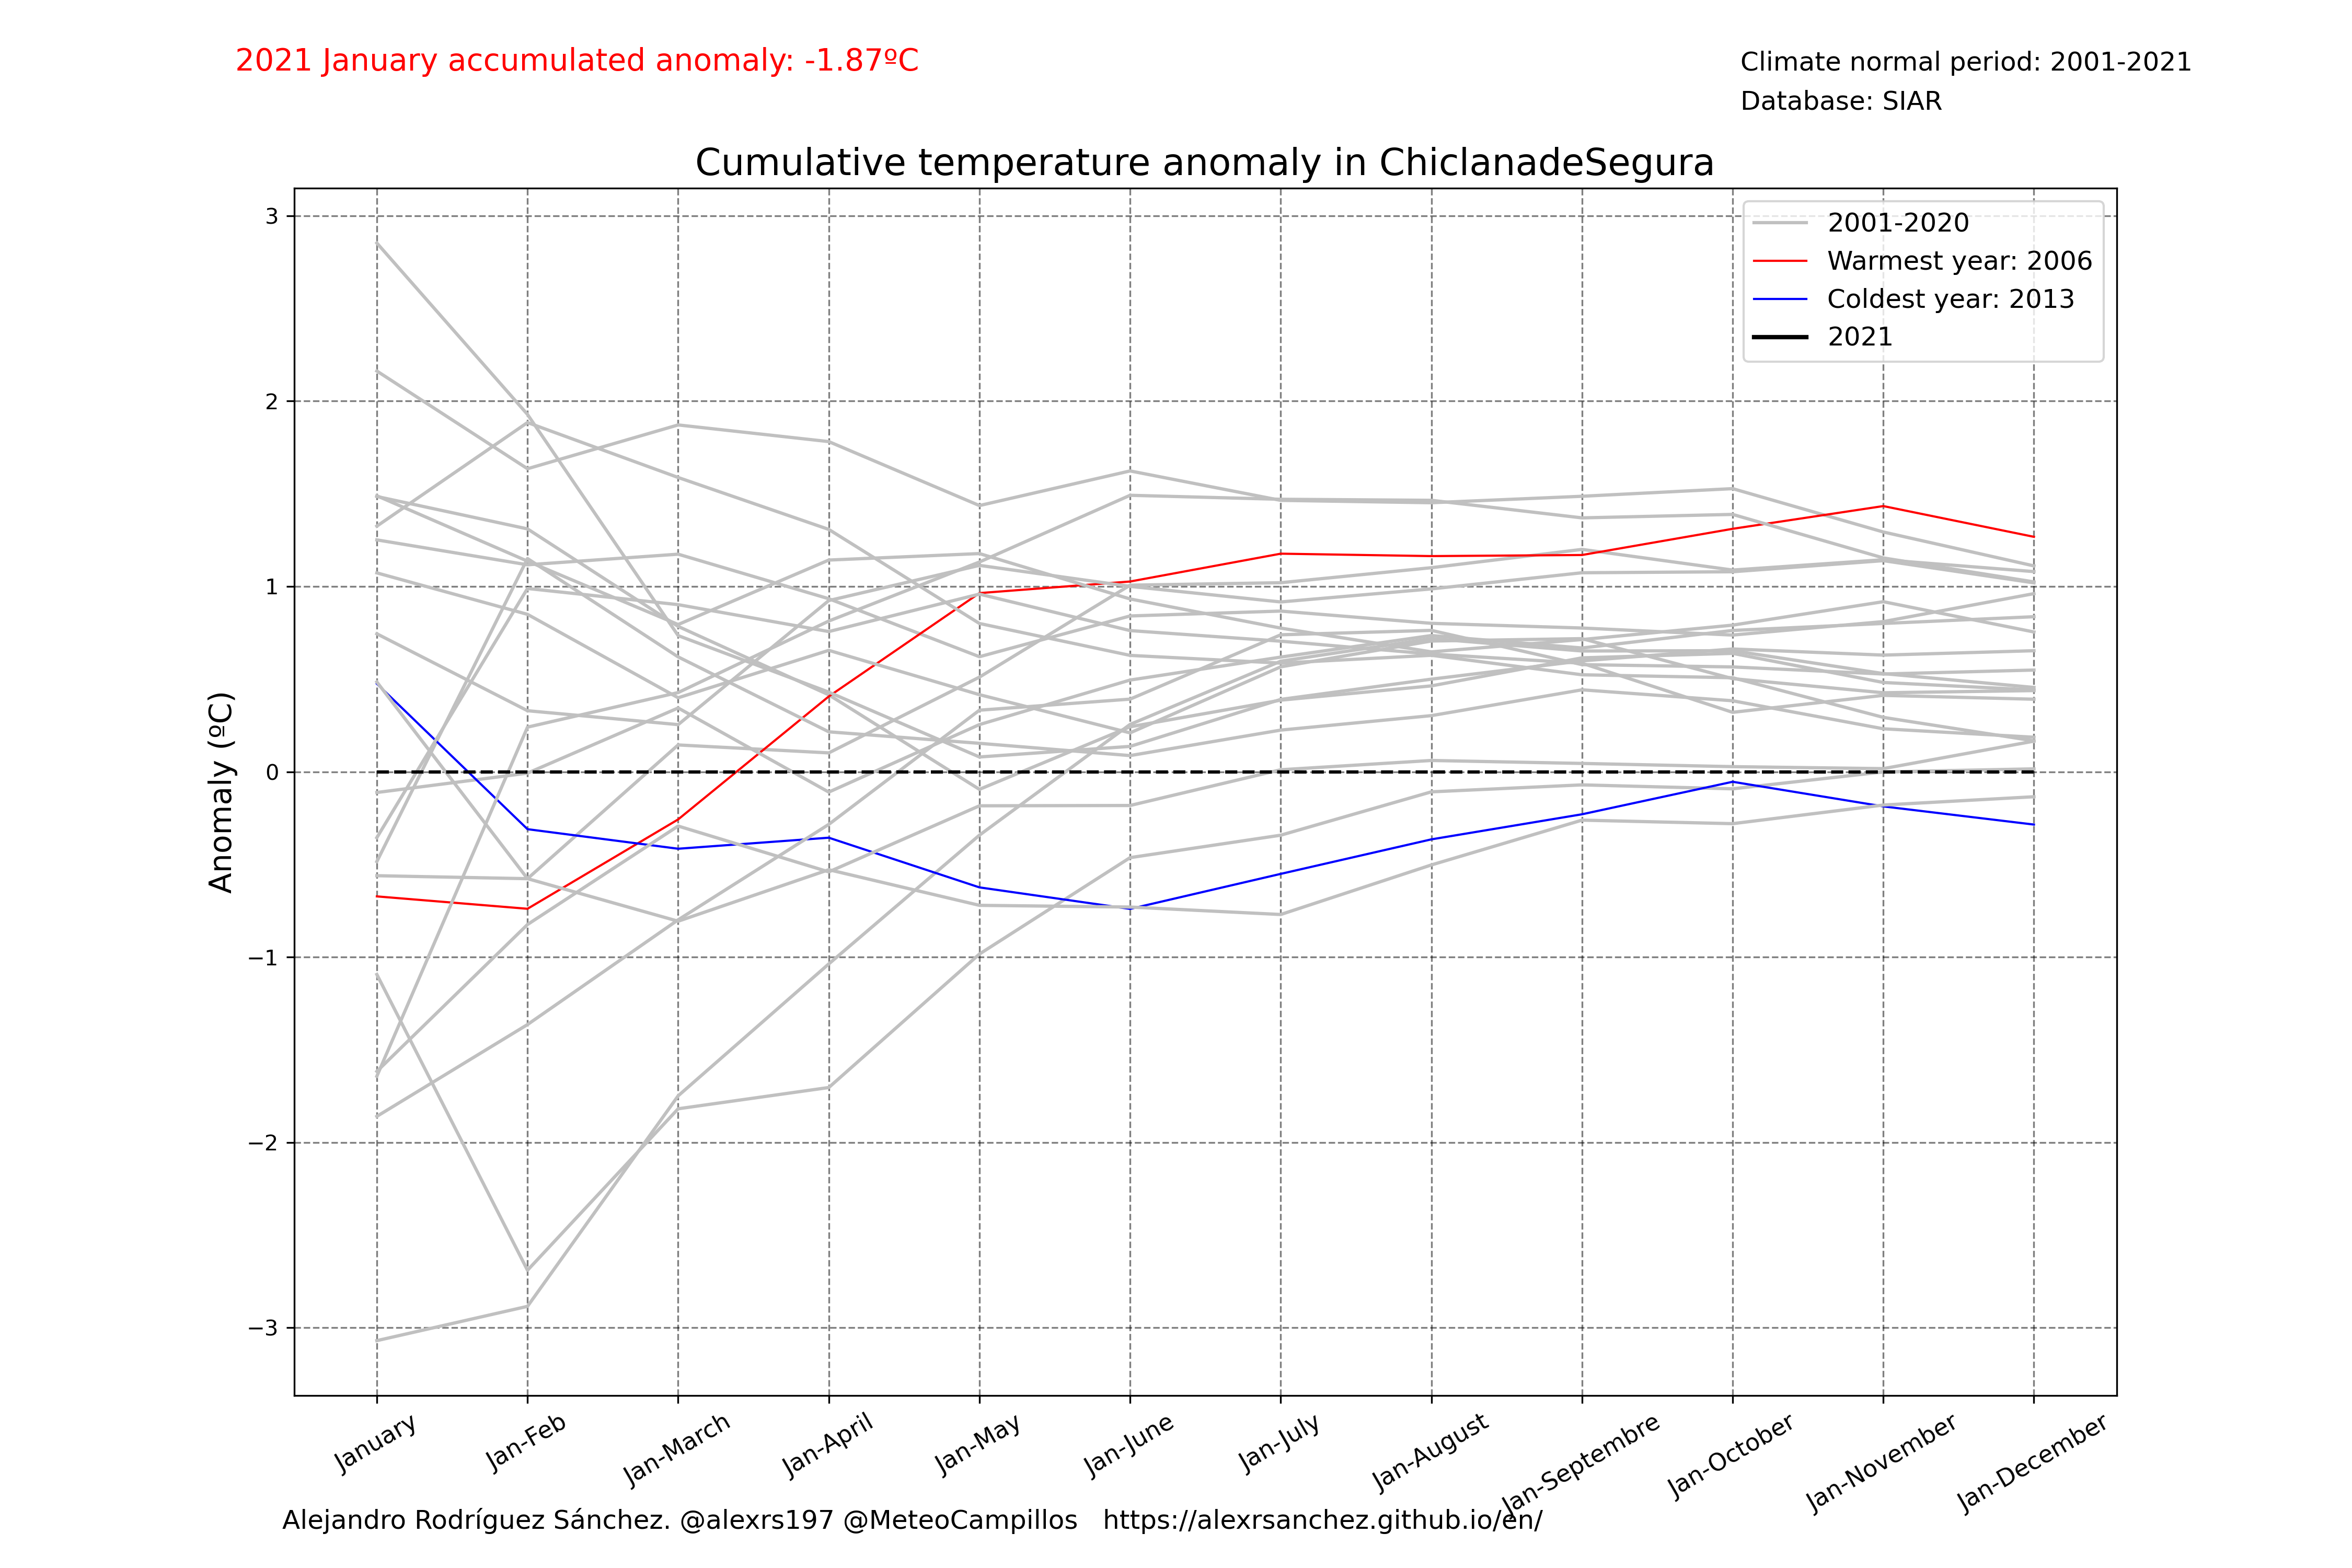 2021 January accumulated anomaly: -1.87ºC
Climate normal period: 2001-2021
Database: SIAR
Cumulative temperature anomaly in ChiclanadeSegura
2001-2020
Warmest year: 2006
Coldest year: 2013
2021
Anomaly (ºC)
3
2
1
0
−1
−2
−3
January
Jan-Feb
Jan-March
Jan-April
Jan-May
Jan-June
Jan-July
Jan-August
Jan-Septembre
Jan-October
Jan-November
Jan-December
Alejandro Rodríguez Sánchez. @alexrs197 @MeteoCampillos   https://alexrsanchez.github.io/en/